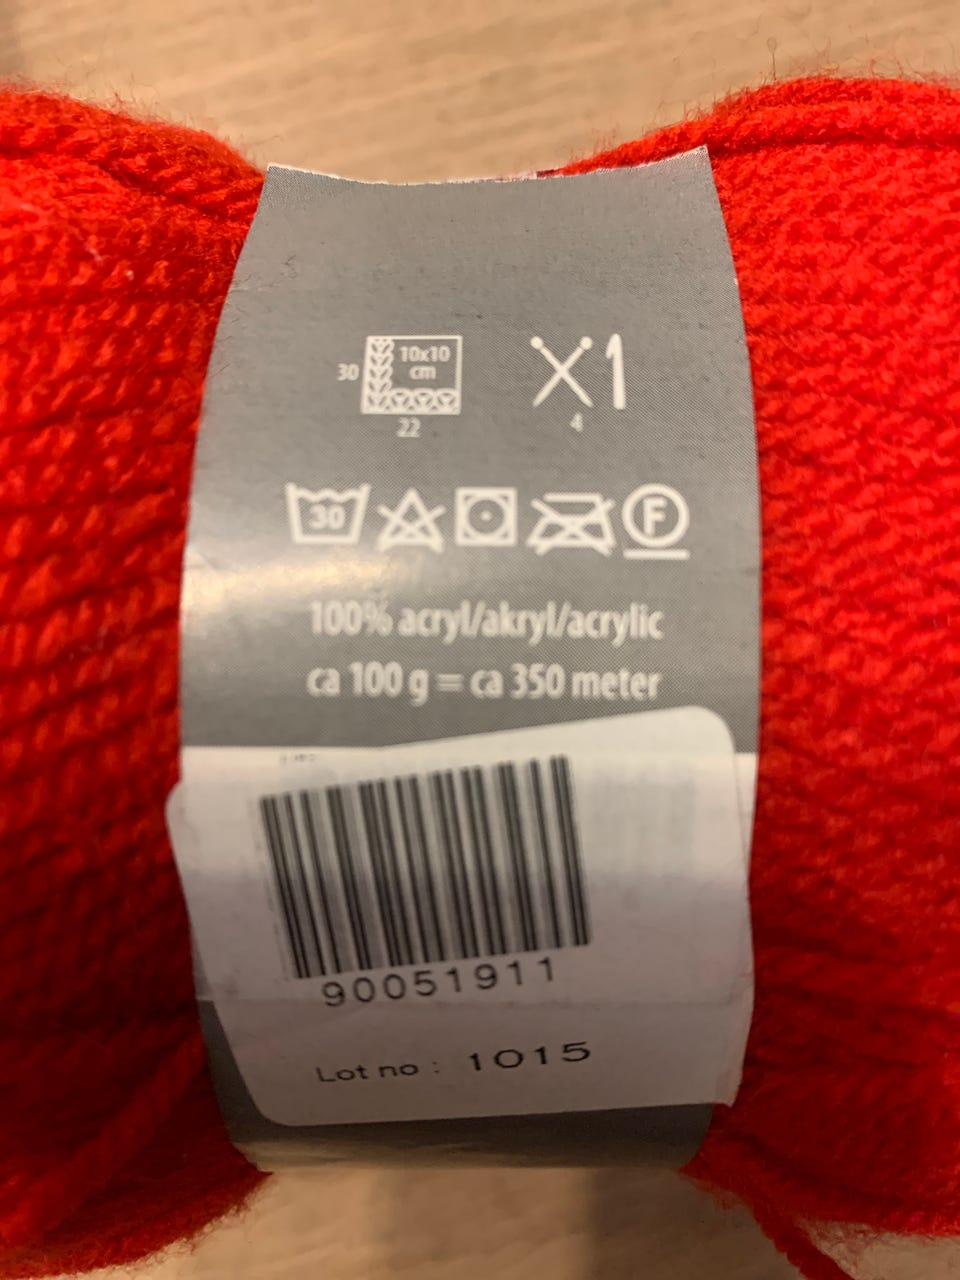 10x10
30 cm
22
4
30 F
100% acryl/akryl/acrylic
ca 100 g = ca 350 meter
90051911
Lot no : 1015